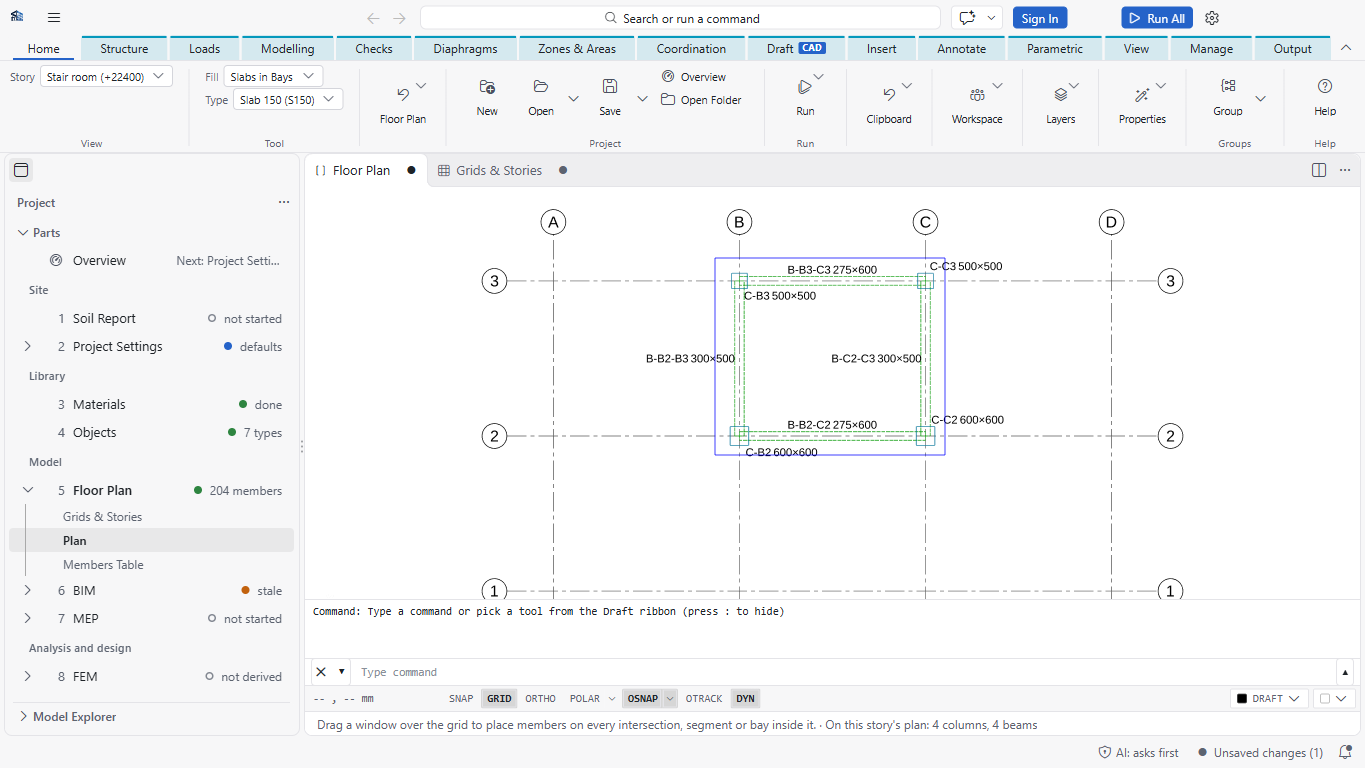 Search or run a command
Sign In
Run All
Home
Structure
Loads
Modelling
Checks
Diaphragms
Zones & Areas
Coordination
Draft CAD
Insert
Annotate
Parametric
View
Manage
Output
Story Stair room (+22400)
Fill Slabs in Bays
Type Slab 150 (S150)
Floor Plan
New
Open
Save
Overview
Open Folder
Run
Clipboard
Workspace
Layers
Properties
Group
Help
View
Tool
Project
Run
Groups
Help
Project
Parts
Overview Next: Project Setti...
Site
1 Soil Report not started
2 Project Settings defaults
Library
3 Materials done
4 Objects 7 types
Model
5 Floor Plan 204 members
Grids & Stories
Plan
Members Table
6 BIM stale
7 MEP not started
Analysis and design
8 FEM not derived
Model Explorer
Floor Plan
Grids & Stories
A B C D
B-B3-C3 275×600
C-C3 500×500
3 3
C-B3 500×500
B-B2-B3 300×500
B-C2-C3 300×500
B-B2-C2 275×600
C-C2 600×600
2 2
C-B2 600×600
1 1
Command: Type a command or pick a tool from the Draft ribbon (press : to hide)
Type command
-- , -- mm
SNAP GRID ORTHO POLAR OSNAP OTRACK DYN
DRAFT
Drag a window over the grid to place members on every intersection, segment or bay inside it. · On this story's plan: 4 columns, 4 beams
AI: asks first
Unsaved changes (1)